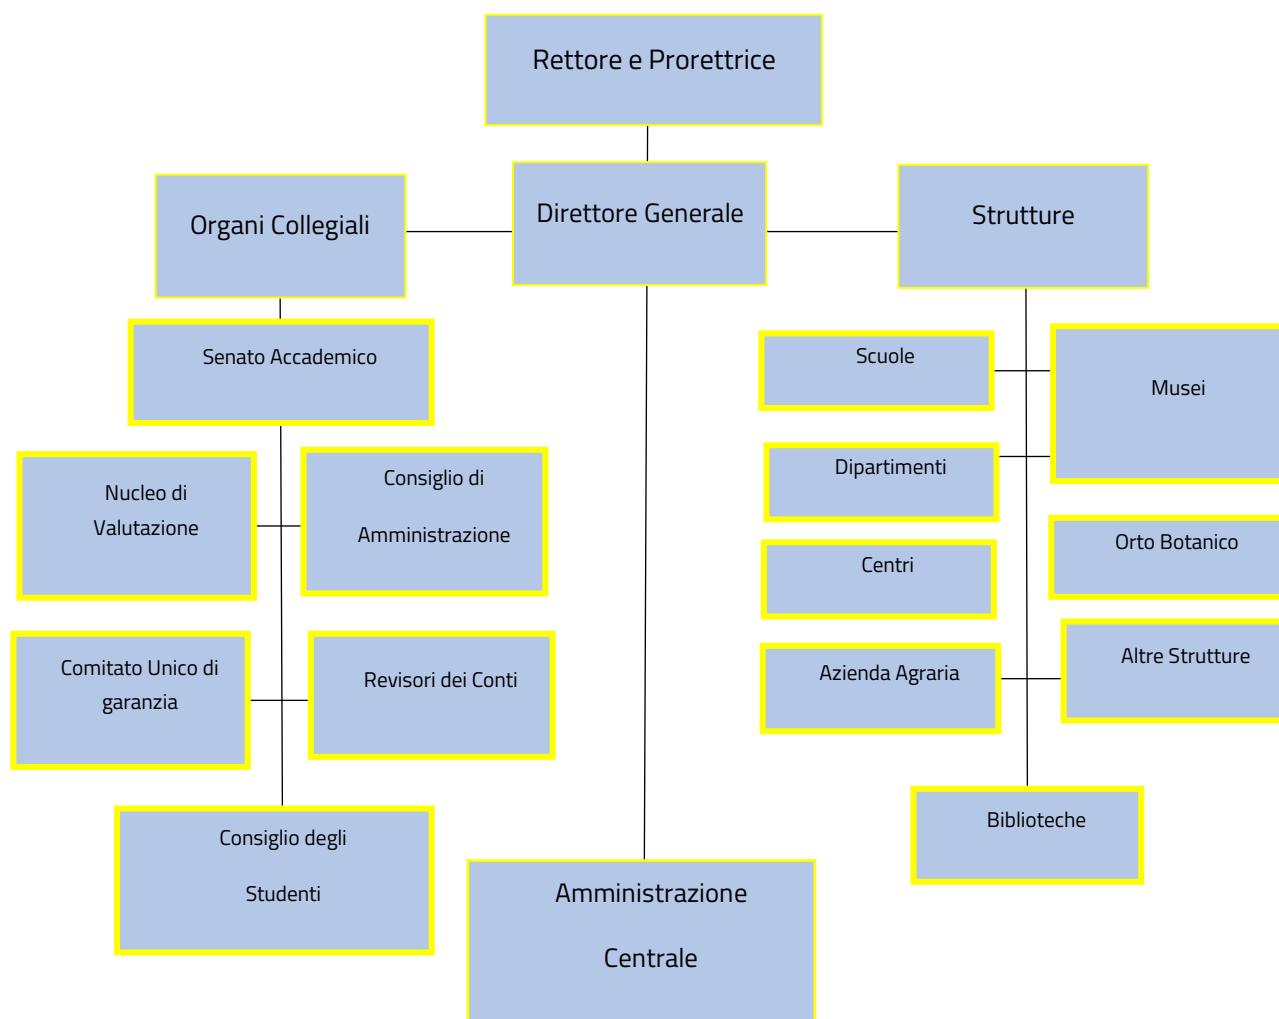 Rettore e Prorettrice
Organi Collegiali
Direttore Generale
Strutture
Senato Accademico
Nucleo di
Valutazione
Consiglio di
Amministrazione
Comitato Unico di
garanzia
Revisori dei Conti
Consiglio degli
Studenti
Amministrazione
Centrale
Scuole
Musei
Dipartimenti
Centri
Orto Botanico
Azienda Agraria
Altre Strutture
Biblioteche